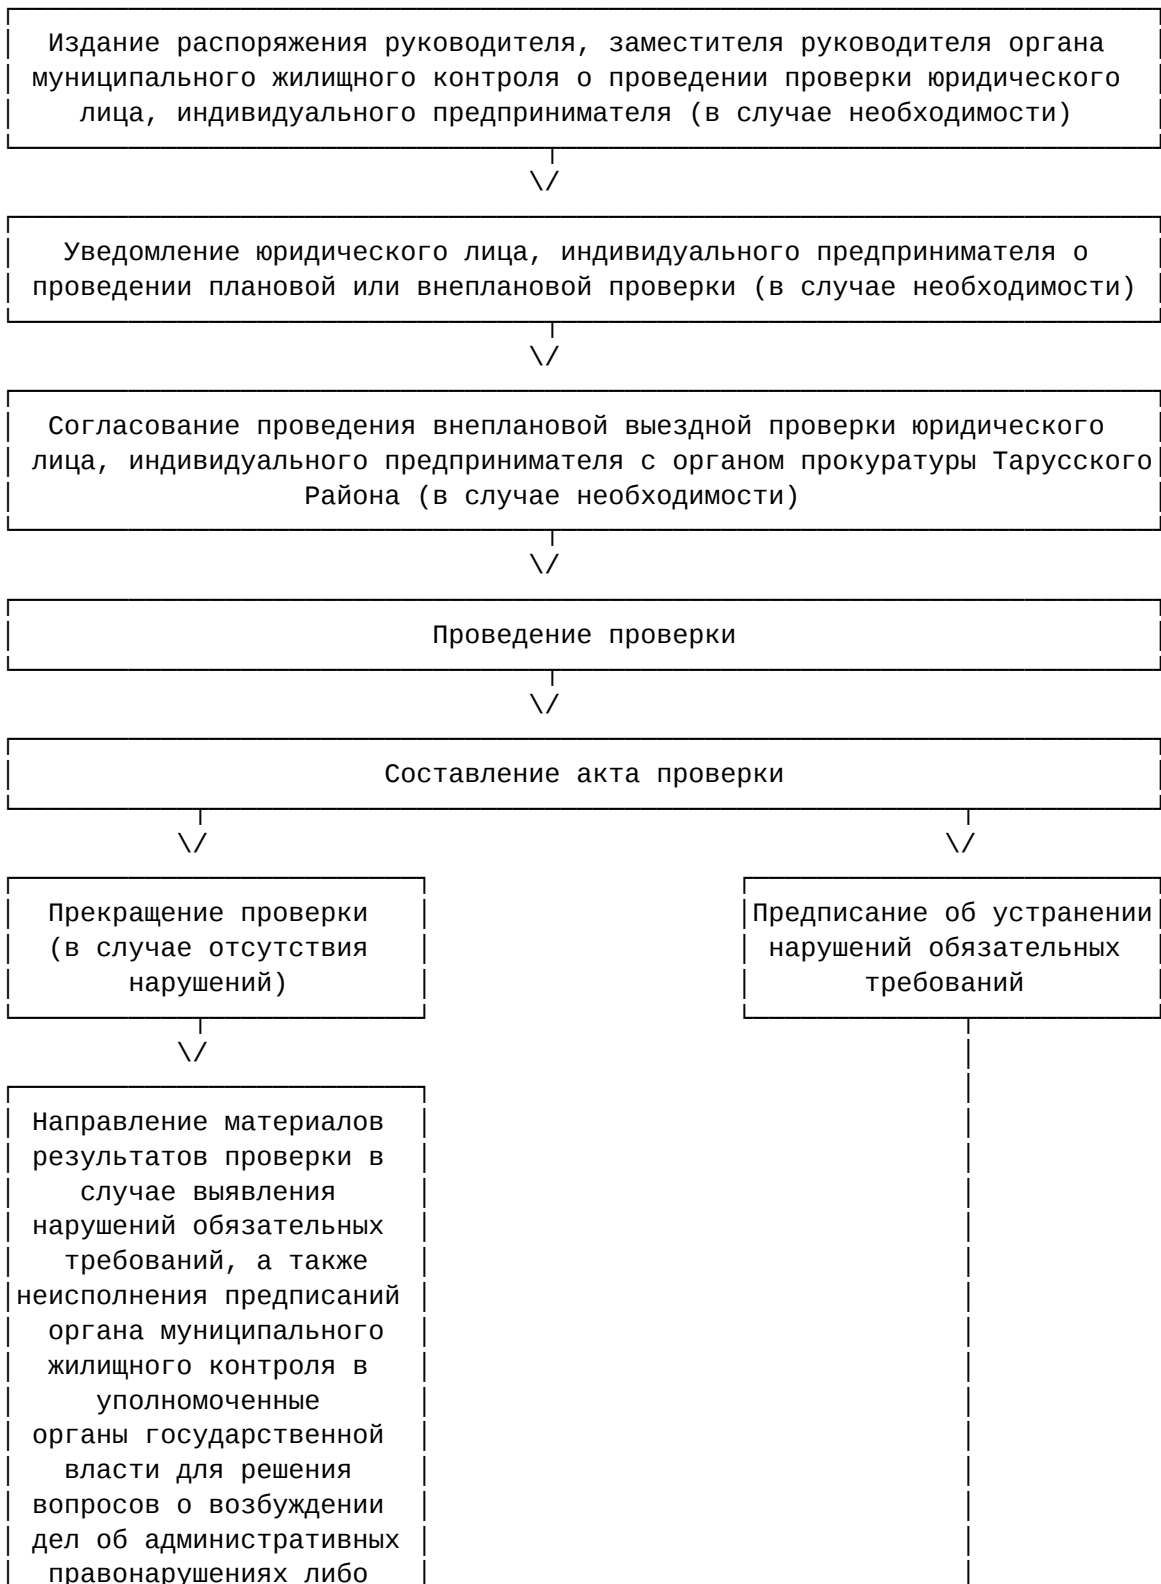 Издание распоряжения руководителя, заместителя руководителя органа
муниципального жилищного контроля о проведении проверки юридического
лица, индивидуального предпринимателя (в случае необходимости)
Уведомление юридического лица, индивидуального предпринимателя о
проведении плановой или внеплановой проверки (в случае необходимости)
Согласование проведения внеплановой выездной проверки юридического
лица, индивидуального предпринимателя с органом прокуратуры Тарусского
Района (в случае необходимости)
Проведение проверки
Составление акта проверки
Прекращение проверки
(в случае отсутствия
нарушений)
Предписание об устранении
нарушений обязательных
требований
Направление материалов
результатов проверки в
случае выявления
нарушений обязательных
требований, а также
неисполнения предписаний
органа муниципального
жилищного контроля в
уполномоченные
органы государственной
власти для решения
вопросов о возбуждении
дел об административных
правонарушениях либо